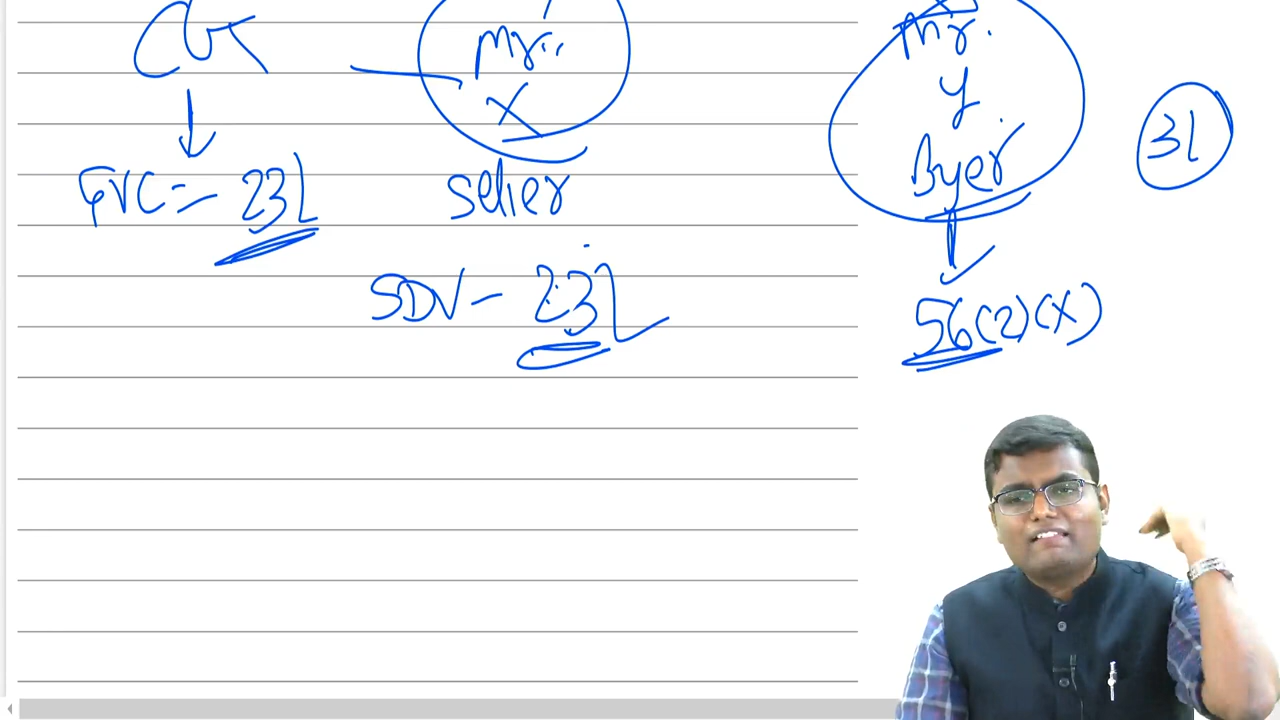 CG
Mr.
X
Seller
FVC = 23L
SDV - 23L
Mr.
y
Byer
3L
56(2)(x)